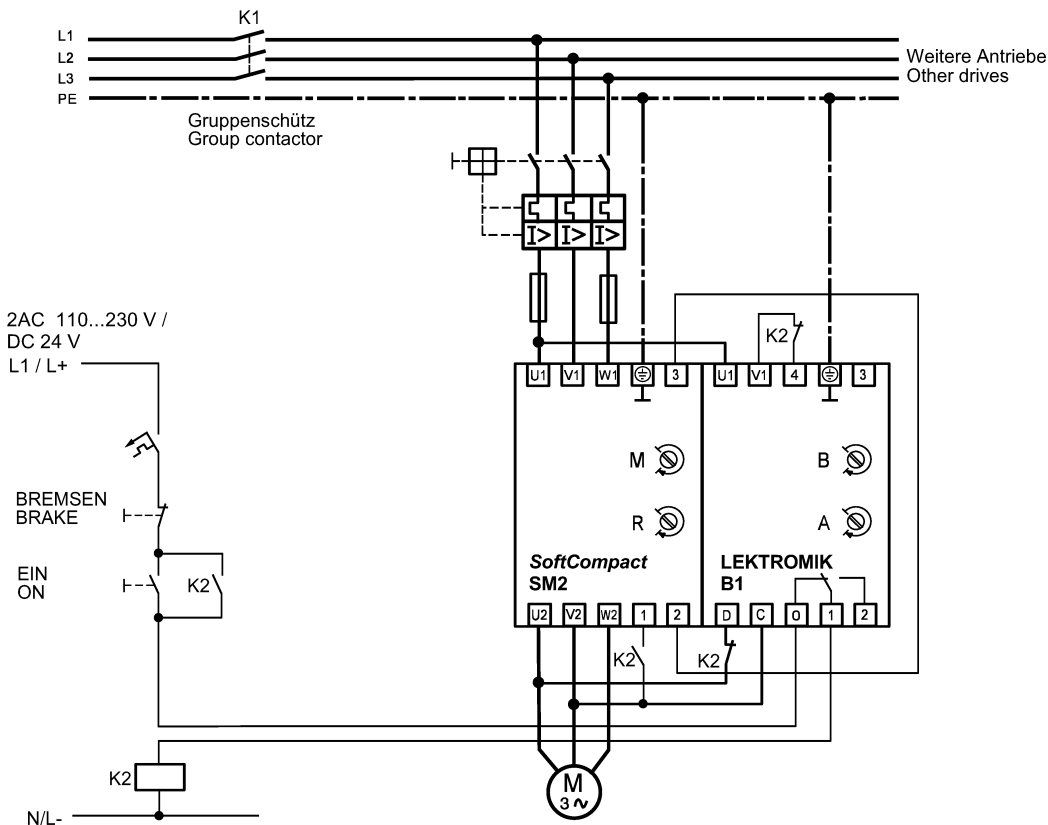 K1
L1
L2
L3
PE
Weitere Antriebe
Other drives
Gruppenschütz
Group contactor
I> I> I>
2AC 110...230 V /
DC 24 V
L1 / L+
K2
U1 V1 W1 3 U1 V1 4 3
M B
R A
BREMSEN
BRAKE
EIN
ON
K2
SoftCompact
SM2
LEKTROMIK
B1
U2 V2 W2 1 2 D C 0 1 2
K2 K2
K2
M
3 ~
N/L-